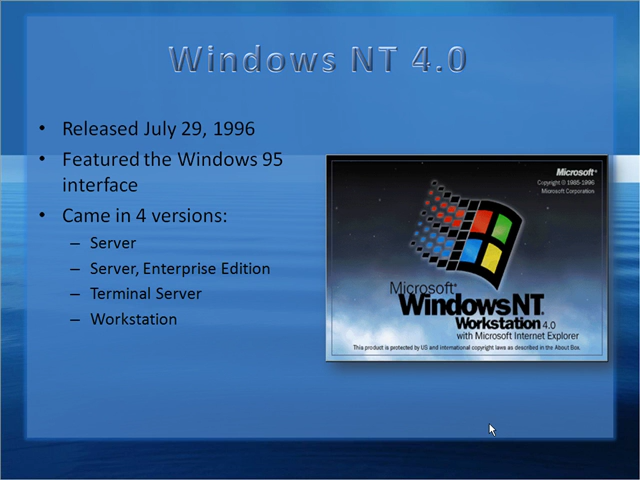 Windows NT 4.0
• Released July 29, 1996
• Featured the Windows 95
interface
• Came in 4 versions:
– Server
– Server, Enterprise Edition
– Terminal Server
– Workstation
Microsoft®
Copyright © 1985-1996
Microsoft Corporation
Microsoft®
WindowsNT®
Workstation 4.0
with Microsoft Internet Explorer
This product is protected by US and international copyright laws as described in the About Box.